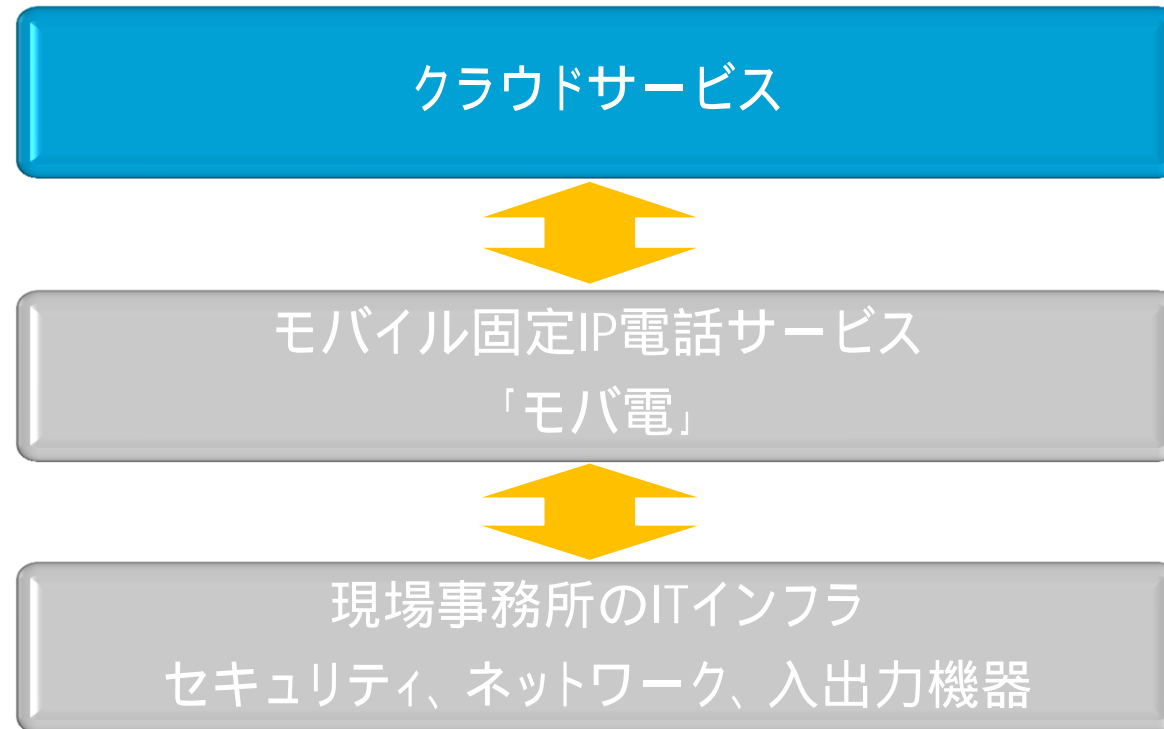 クラウドサービス
モバイル固定IP電話サービス
「モバ電」
現場事務所のITインフラ
セキュリティ、ネットワーク、入出力機器